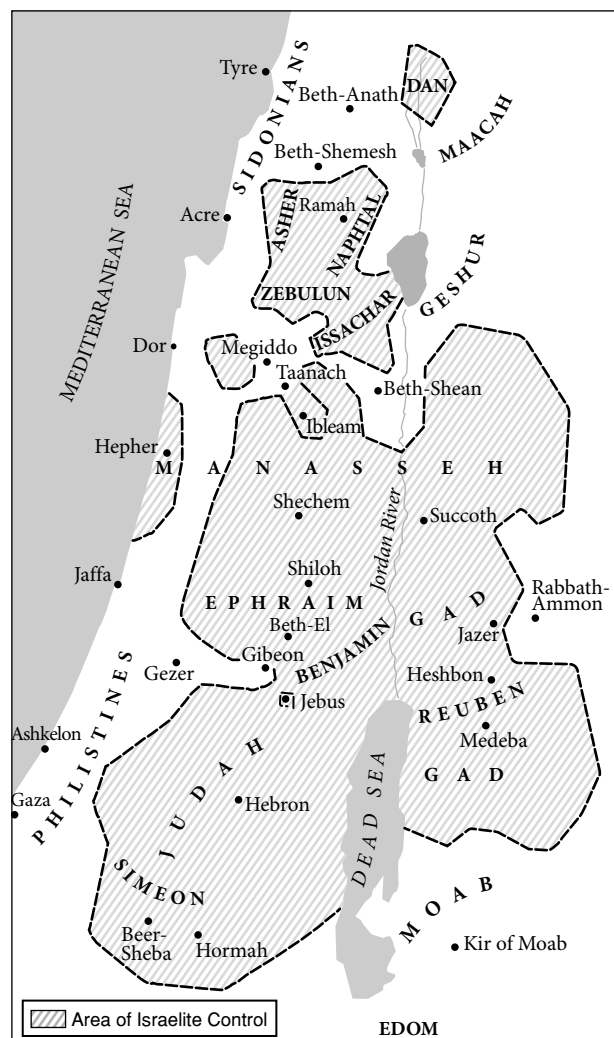 Tyre
SIDONIANS
DAN
Beth-Anath
MAACAH
Beth-Shemesh
ASHER
Ramah
NAPHTAL
Acre
MEDITERRANEAN SEA
GESHUR
ZEBULUN
ISSACHAR
Dor
Megiddo
Taanach
Beth-Shean
Ibleam
Hepher
MANASSEH
Shechem
Jordan River
Succoth
Jaffa
Shiloh
EPHRAIM
GAD
Rabbath-
Ammon
Beth-El
BENJAMIN
Jazer
Gibeon
Gezer
Heshbon
Jebus
REUBEN
PHILISTINES
Ashkelon
JUDAH
Medeba
DEAD SEA
GAD
Gaza
Hebron
SIMEON
MOAB
Beer-
Sheba
Hormah
Kir of Moab
Area of Israelite Control
EDOM